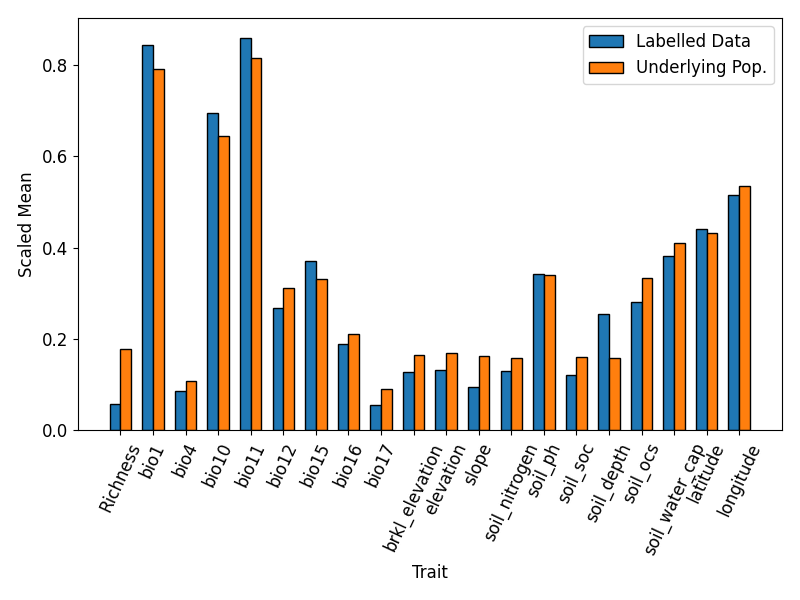 Labelled Data
Underlying Pop.
Scaled Mean
0.8
0.6
0.4
0.2
0.0
Richness
bio1
bio4
bio10
bio11
bio12
bio15
bio16
bio17
brkl_elevation
elevation
slope
soil_nitrogen
soil_ph
soil_soc
soil_depth
soil_ocs
soil_water_cap
latitude
longitude
Trait